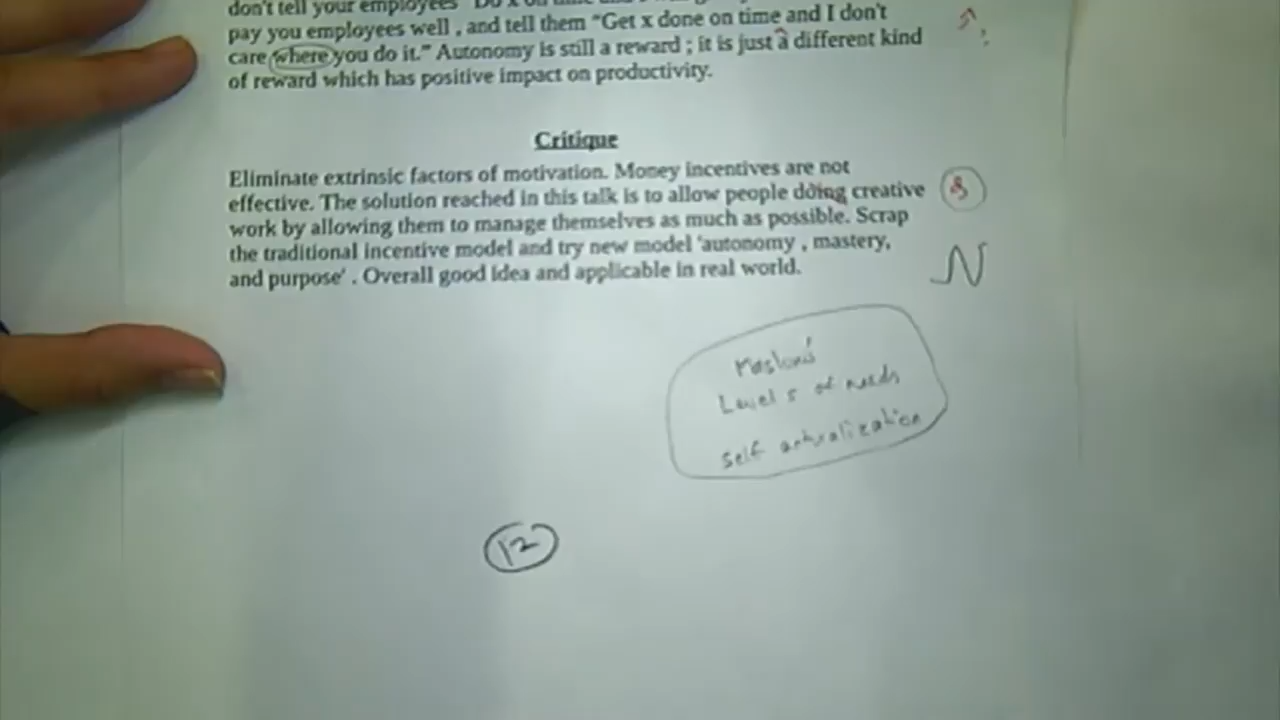 don't tell your employees
pay you employees well , and tell them “Get x done on time and I don't
care where you do it.” Autonomy is still a reward ; it is just a different kind
of reward which has positive impact on productivity.
Critique
Eliminate extrinsic factors of motivation. Money incentives are not
effective. The solution reached in this talk is to allow people doing creative
work by allowing them to manage themselves as much as possible. Scrap
the traditional incentive model and try new model 'autonomy , mastery,
and purpose' . Overall good idea and applicable in real world.
N
Maslow's
Level 5 of needs
self actualization
12